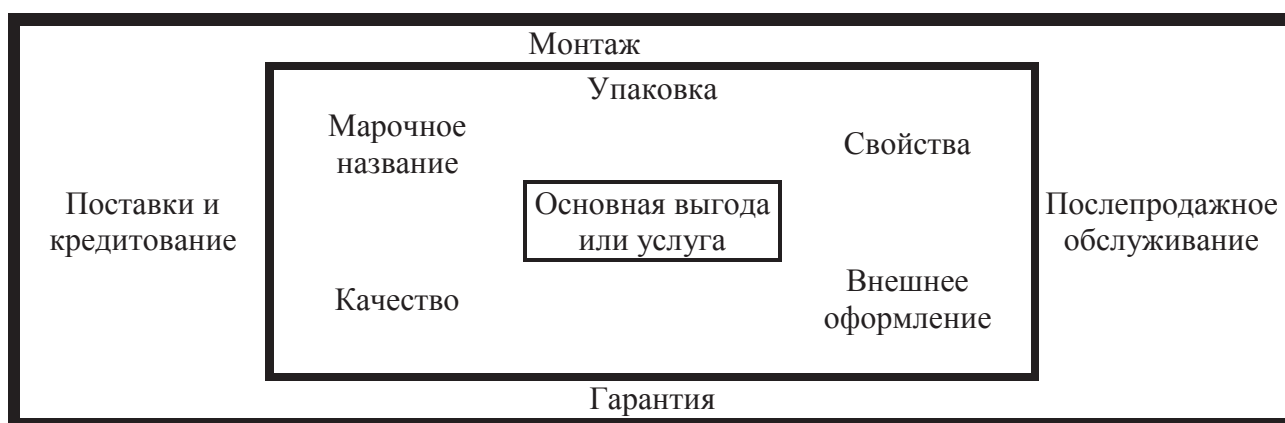 Монтаж
Упаковка
Марочное
название
Свойства
Поставки и
кредитование
Основная выгода
или услуга
Послепродажное
обслуживание
Качество
Внешнее
оформление
Гарантия